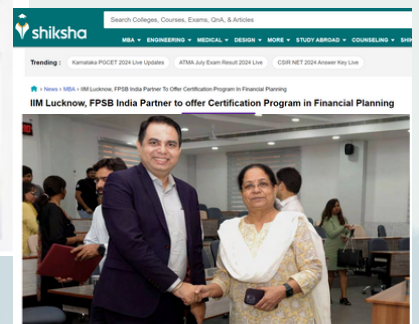 shiksha
Search Colleges, Courses, Exams, QnA, & Articles
MBA ENGINEERING MEDICAL DESIGN MORE STUDY ABROAD COUNSELING SHIK
Trending : Karnataka PGCET 2024 Live Updates ATMA July Exam Result 2024 Live CSIR NET 2024 Answer Key Live
> News > MBA > IIM Lucknow, FPSB India Partner To Offer Certification Program In Financial Planning
IIM Lucknow, FPSB India Partner to offer Certification Program in Financial Planning